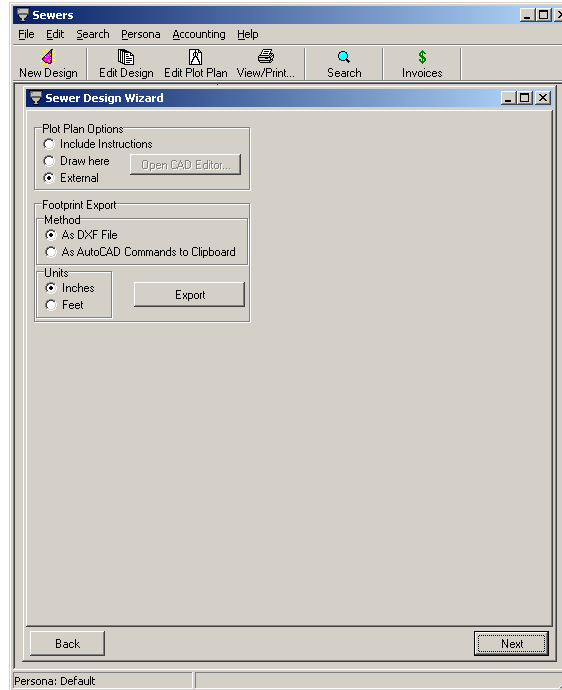 Sewers
File Edit Search Persona Accounting Help
New Design Edit Design Edit Plot Plan View/Print... Search $ Invoices
Sewer Design Wizard
Plot Plan Options
Include Instructions
Draw here Open CAD Editor...
External
Footprint Export
Method
As DXF File
As AutoCAD Commands to Clipboard
Units
Inches
Export
Feet
Back Next
Persona: Default